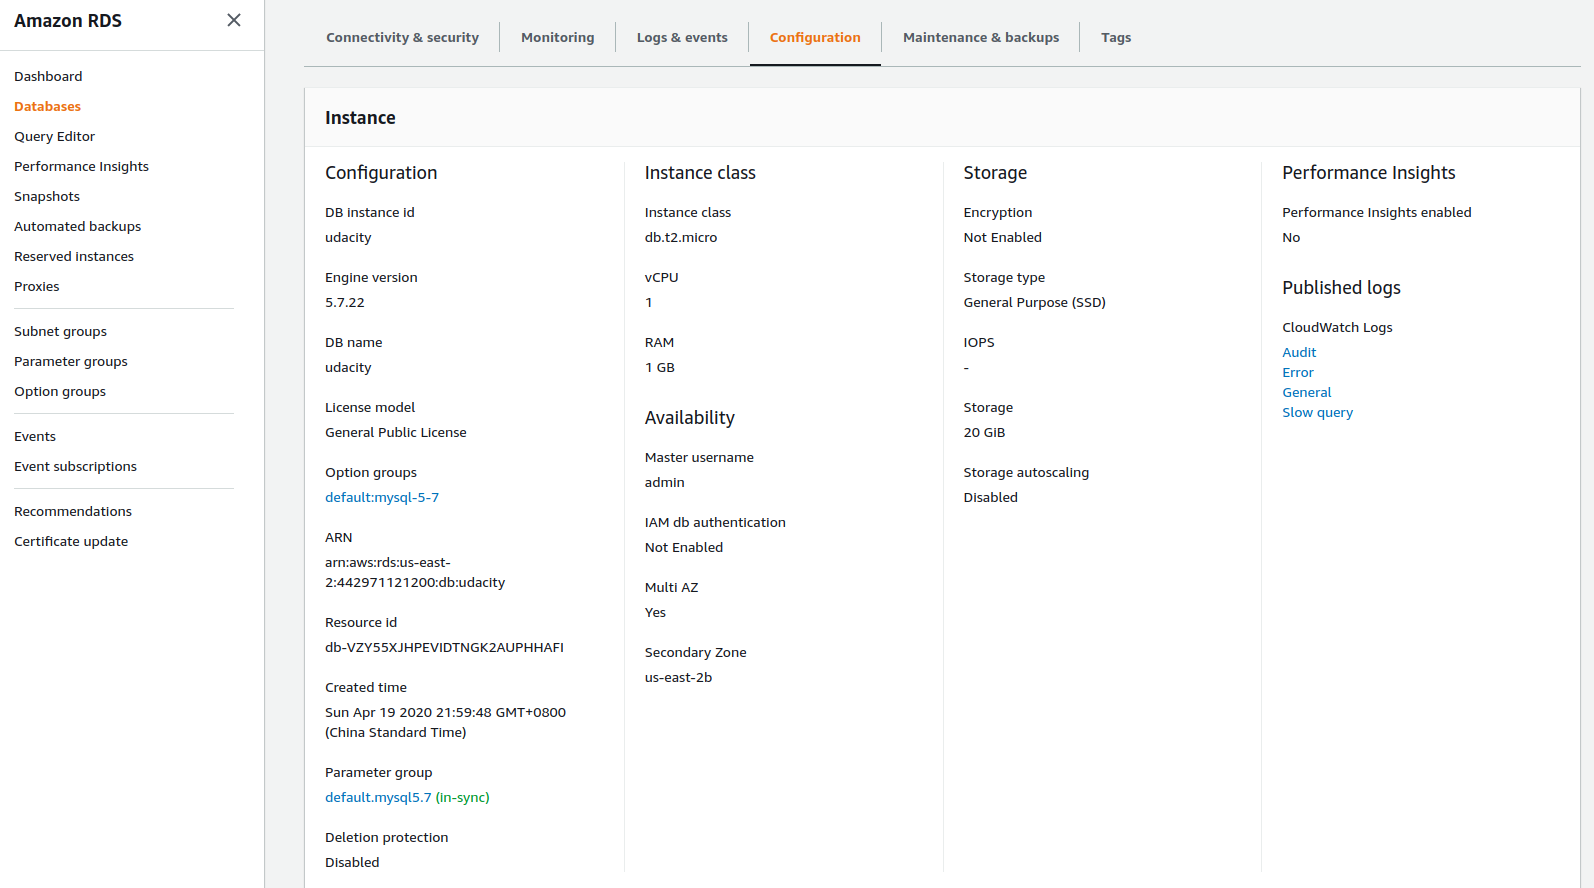 Amazon RDS
Dashboard
Databases
Query Editor
Performance Insights
Snapshots
Automated backups
Reserved instances
Proxies
Subnet groups
Parameter groups
Option groups
Events
Event subscriptions
Recommendations
Certificate update
Connectivity & security
Monitoring
Logs & events
Configuration
Maintenance & backups
Tags
Instance
Configuration
DB instance id
udacity
Engine version
5.7.22
DB name
udacity
License model
General Public License
Option groups
default:mysql-5-7
ARN
arn:aws:rds:us-east-
2:442971121200:db:udacity
Resource id
db-VZY55XJHPEVIDTNGK2AUPHHAFI
Created time
Sun Apr 19 2020 21:59:48 GMT+0800
(China Standard Time)
Parameter group
default.mysql5.7 (in-sync)
Deletion protection
Disabled
Instance class
Instance class
db.t2.micro
vCPU
1
RAM
1 GB
Availability
Master username
admin
IAM db authentication
Not Enabled
Multi AZ
Yes
Secondary Zone
us-east-2b
Storage
Encryption
Not Enabled
Storage type
General Purpose (SSD)
IOPS
-
Storage
20 GiB
Storage autoscaling
Disabled
Performance Insights
Performance Insights enabled
No
Published logs
CloudWatch Logs
Audit
Error
General
Slow query